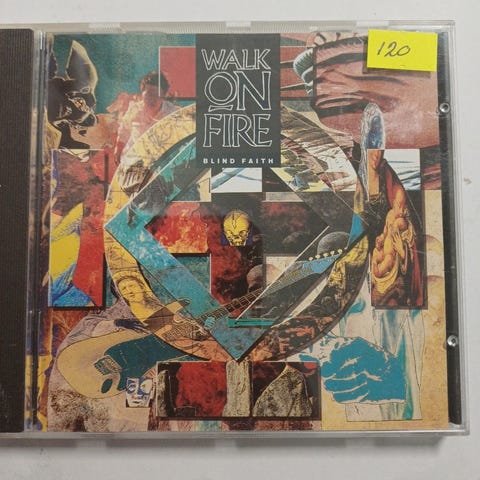 WALK
ON
FIRE
BLIND FAITH
120